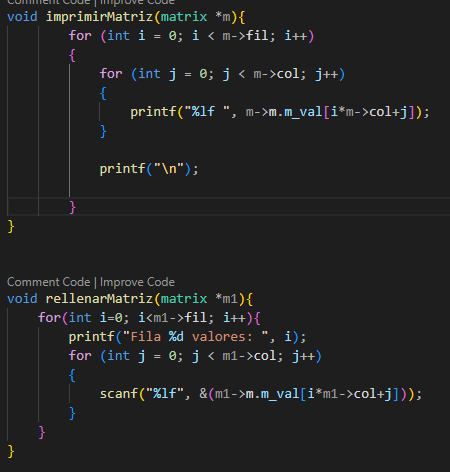 Comment Code | Improve Code
void imprimirMatriz(matrix *m){
for (int i = 0; i < m->fil; i++)
{
for (int j = 0; j < m->col; j++)
{
printf("%lf ", m->m.m_val[i*m->col+j]);
}
printf("\n");
}
}
Comment Code | Improve Code
void rellenarMatriz(matrix *m1){
for(int i=0; i<m1->fil; i++){
printf("Fila %d valores: ", i);
for (int j = 0; j < m1->col; j++)
{
scanf("%lf", &(m1->m.m_val[i*m1->col+j]));
}
}
}